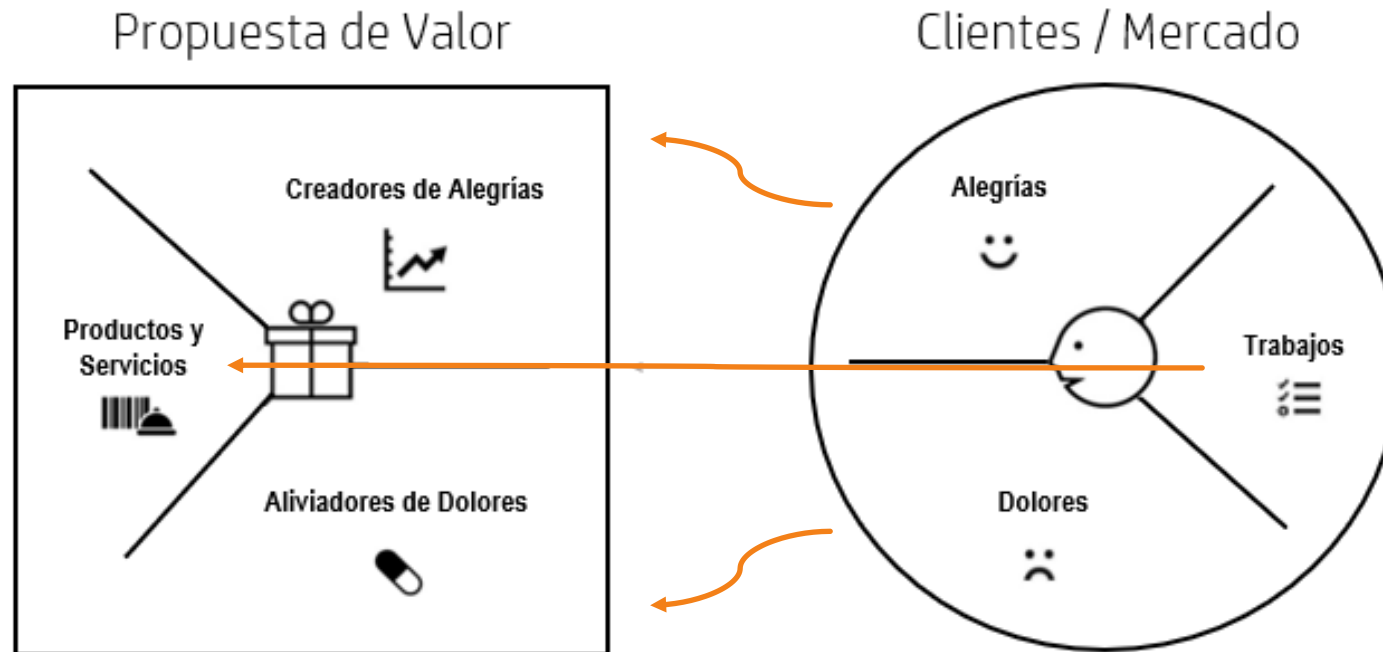 Propuesta de Valor
Clientes / Mercado
Creadores de Alegrías
Productos y
Servicios
Aliviadores de Dolores
Alegrías
Trabajos
Dolores